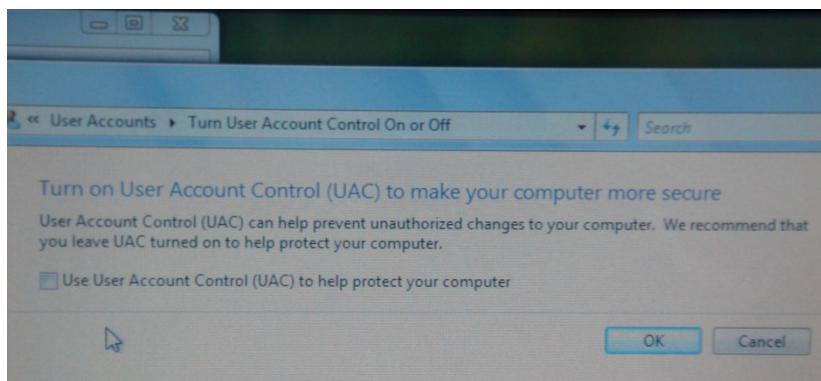 « User Accounts ▸ Turn User Account Control On or Off
Search
Turn on User Account Control (UAC) to make your computer more secure
User Account Control (UAC) can help prevent unauthorized changes to your computer. We recommend that
you leave UAC turned on to help protect your computer.
Use User Account Control (UAC) to help protect your computer
OK Cancel